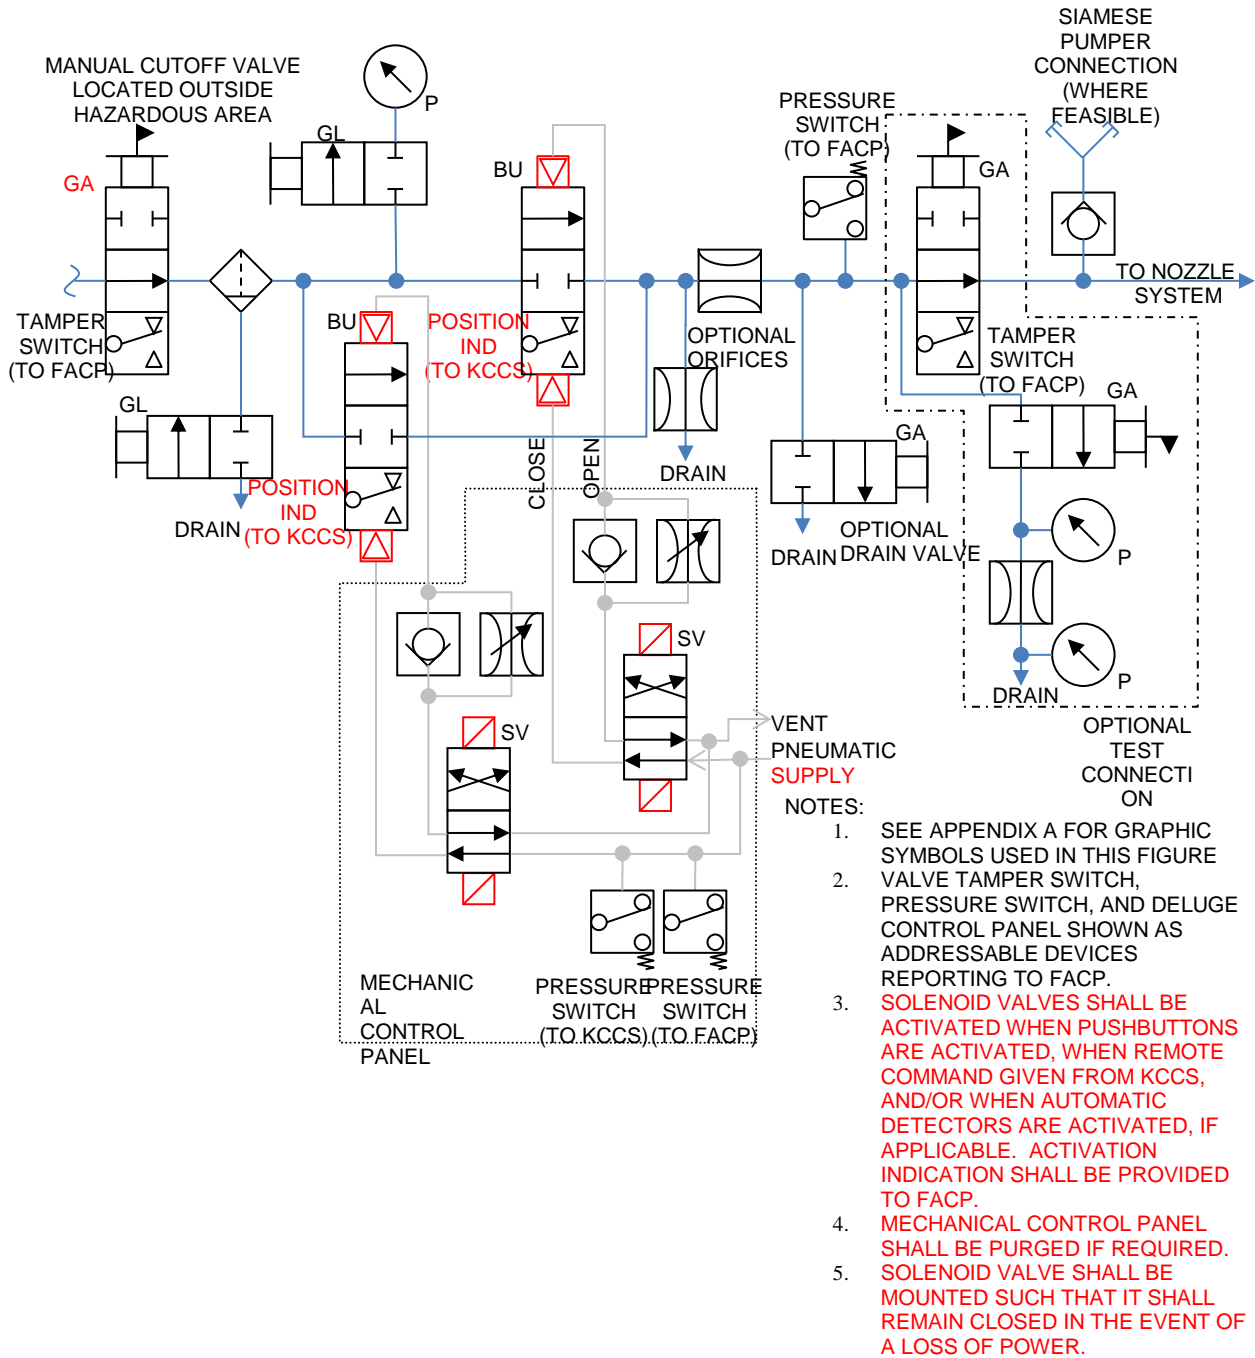 SIAMESE
PUMPER
CONNECTION
(WHERE
FEASIBLE)
MANUAL CUTOFF VALVE
LOCATED OUTSIDE
HAZARDOUS AREA
P
PRESSURE
SWITCH
(TO FACP)
GL
GA
BU
GA
TO NOZZLE
SYSTEM
TAMPER
SWITCH
(TO FACP)
BU
POSITION
IND
(TO KCCS)
OPTIONAL
ORIFICES
TAMPER
SWITCH
(TO FACP)
GL
GA
GA
CLOSE
OPEN
DRAIN
POSITION
IND
(TO KCCS)
DRAIN
OPTIONAL
DRAIN VALVE
DRAIN
P
SV
P
DRAIN
SV
VENT
PNEUMATIC
SUPPLY
OPTIONAL
TEST
CONNECTI
ON
MECHANIC
AL
CONTROL
PANEL
PRESSURE
SWITCH
(TO KCCS)
PRESSURE
SWITCH
(TO FACP)
NOTES:
1. SEE APPENDIX A FOR GRAPHIC
SYMBOLS USED IN THIS FIGURE
2. VALVE TAMPER SWITCH,
PRESSURE SWITCH, AND DELUGE
CONTROL PANEL SHOWN AS
ADDRESSABLE DEVICES
REPORTING TO FACP.
3. SOLENOID VALVES SHALL BE
ACTIVATED WHEN PUSHBUTTONS
ARE ACTIVATED, WHEN REMOTE
COMMAND GIVEN FROM KCCS,
AND/OR WHEN AUTOMATIC
DETECTORS ARE ACTIVATED, IF
APPLICABLE.  ACTIVATION
INDICATION SHALL BE PROVIDED
TO FACP.
4. MECHANICAL CONTROL PANEL
SHALL BE PURGED IF REQUIRED.
5. SOLENOID VALVE SHALL BE
MOUNTED SUCH THAT IT SHALL
REMAIN CLOSED IN THE EVENT OF
A LOSS OF POWER.